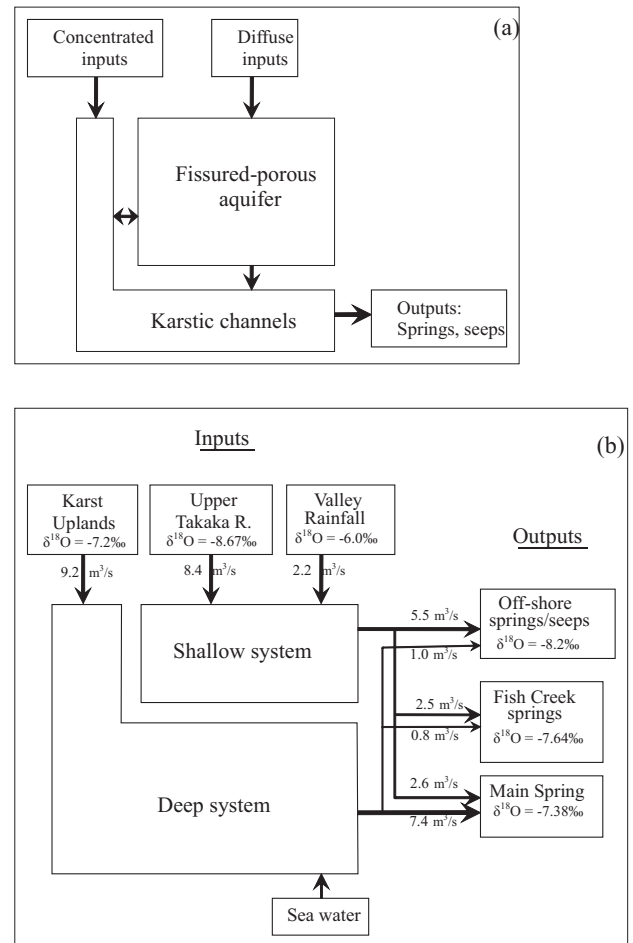 (a)
Concentrated
inputs
Diffuse
inputs
Fissured-porous
aquifer
Karstic channels
Outputs:
Springs, seeps
(b)
Inputs
Karst
Uplands
δ¹⁸O = -7.2‰
Upper
Takaka R.
δ¹⁸O = -8.67‰
Valley
Rainfall
δ¹⁸O = -6.0‰
Outputs
9.2 m³/s
8.4 m³/s
2.2 m³/s
Shallow system
Deep system
Sea water
5.5 m³/s
1.0 m³/s
Off-shore
springs/seeps
δ¹⁸O = -8.2‰
2.5 m³/s
0.8 m³/s
Fish Creek
springs
δ¹⁸O = -7.64‰
2.6 m³/s
7.4 m³/s
Main Spring
δ¹⁸O = -7.38‰